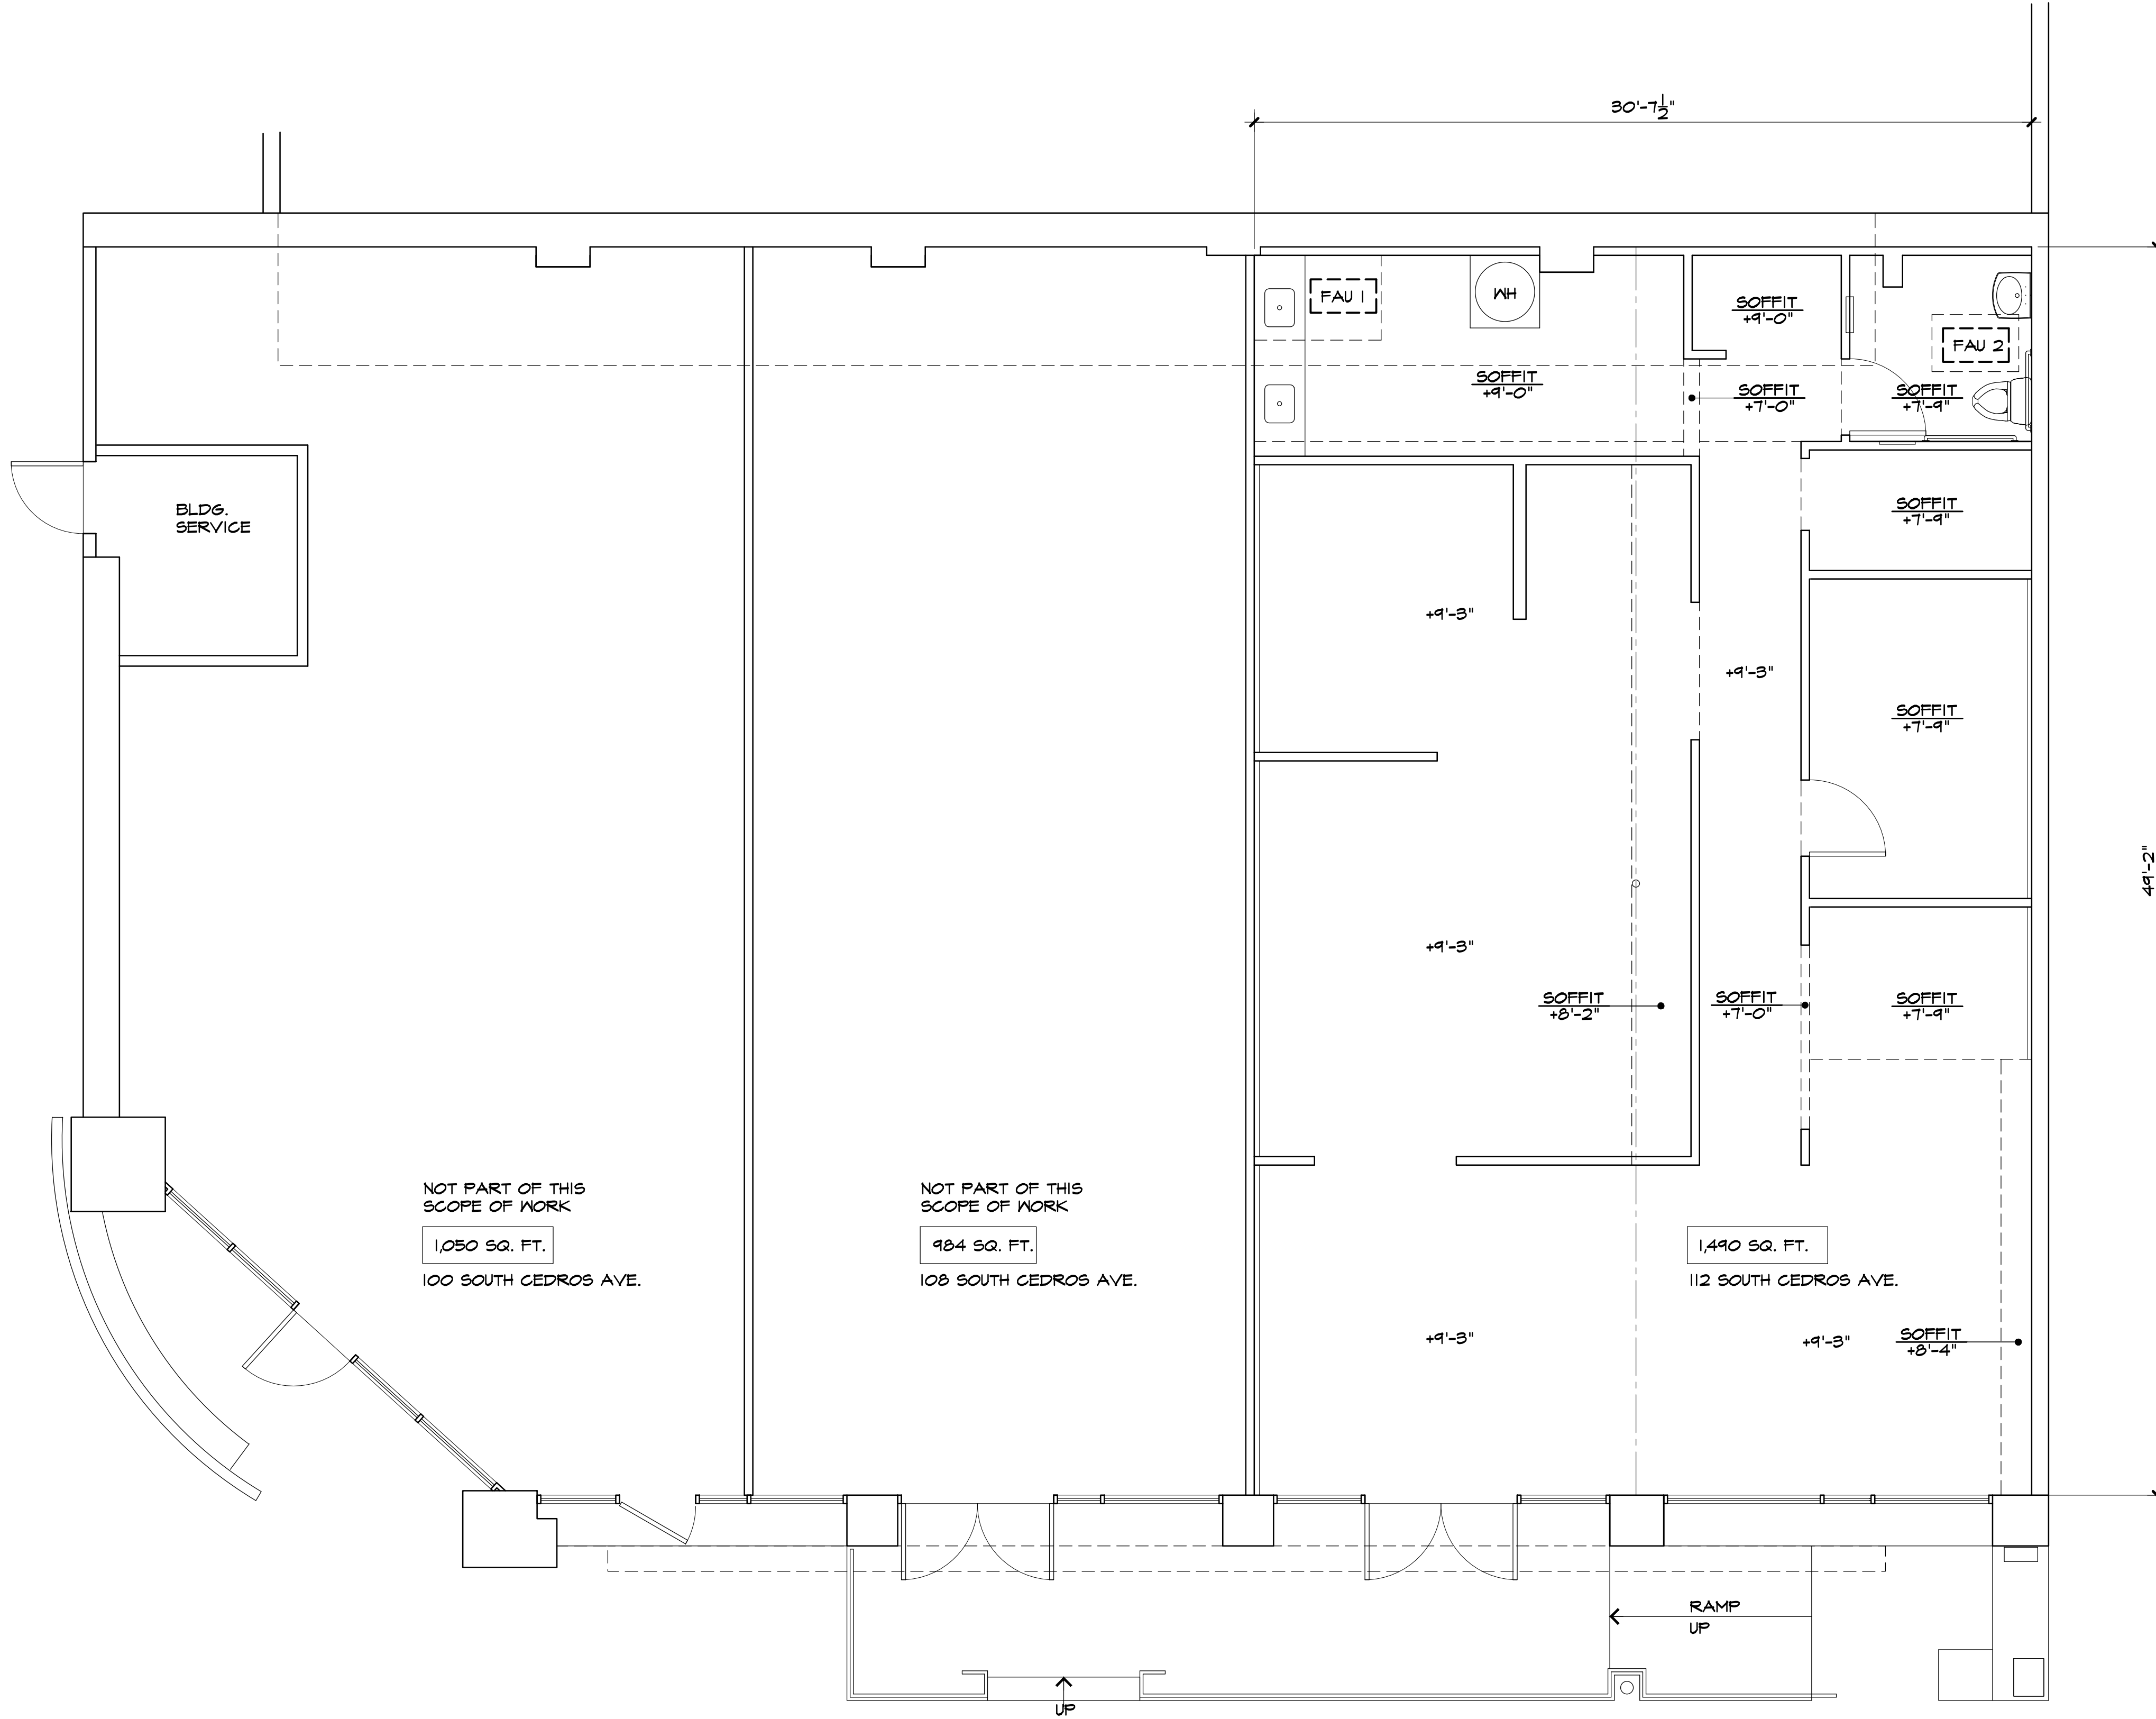 30'-7 1/2"
FAU 1
WH
SOFFIT
+9'-0"
FAU 2
SOFFIT
+9'-0"
SOFFIT
+7'-0"
SOFFIT
+7'-9"
BLDG.
SERVICE
SOFFIT
+7'-9"
+9'-3"
+9'-3"
SOFFIT
+7'-9"
49'-2"
+9'-3"
SOFFIT
+8'-2"
SOFFIT
+7'-0"
SOFFIT
+7'-9"
NOT PART OF THIS
SCOPE OF WORK
1,050 SQ. FT.
100 SOUTH CEDROS AVE.
NOT PART OF THIS
SCOPE OF WORK
984 SQ. FT.
108 SOUTH CEDROS AVE.
1,490 SQ. FT.
112 SOUTH CEDROS AVE.
+9'-3"
+9'-3"
SOFFIT
+8'-4"
RAMP
UP
UP